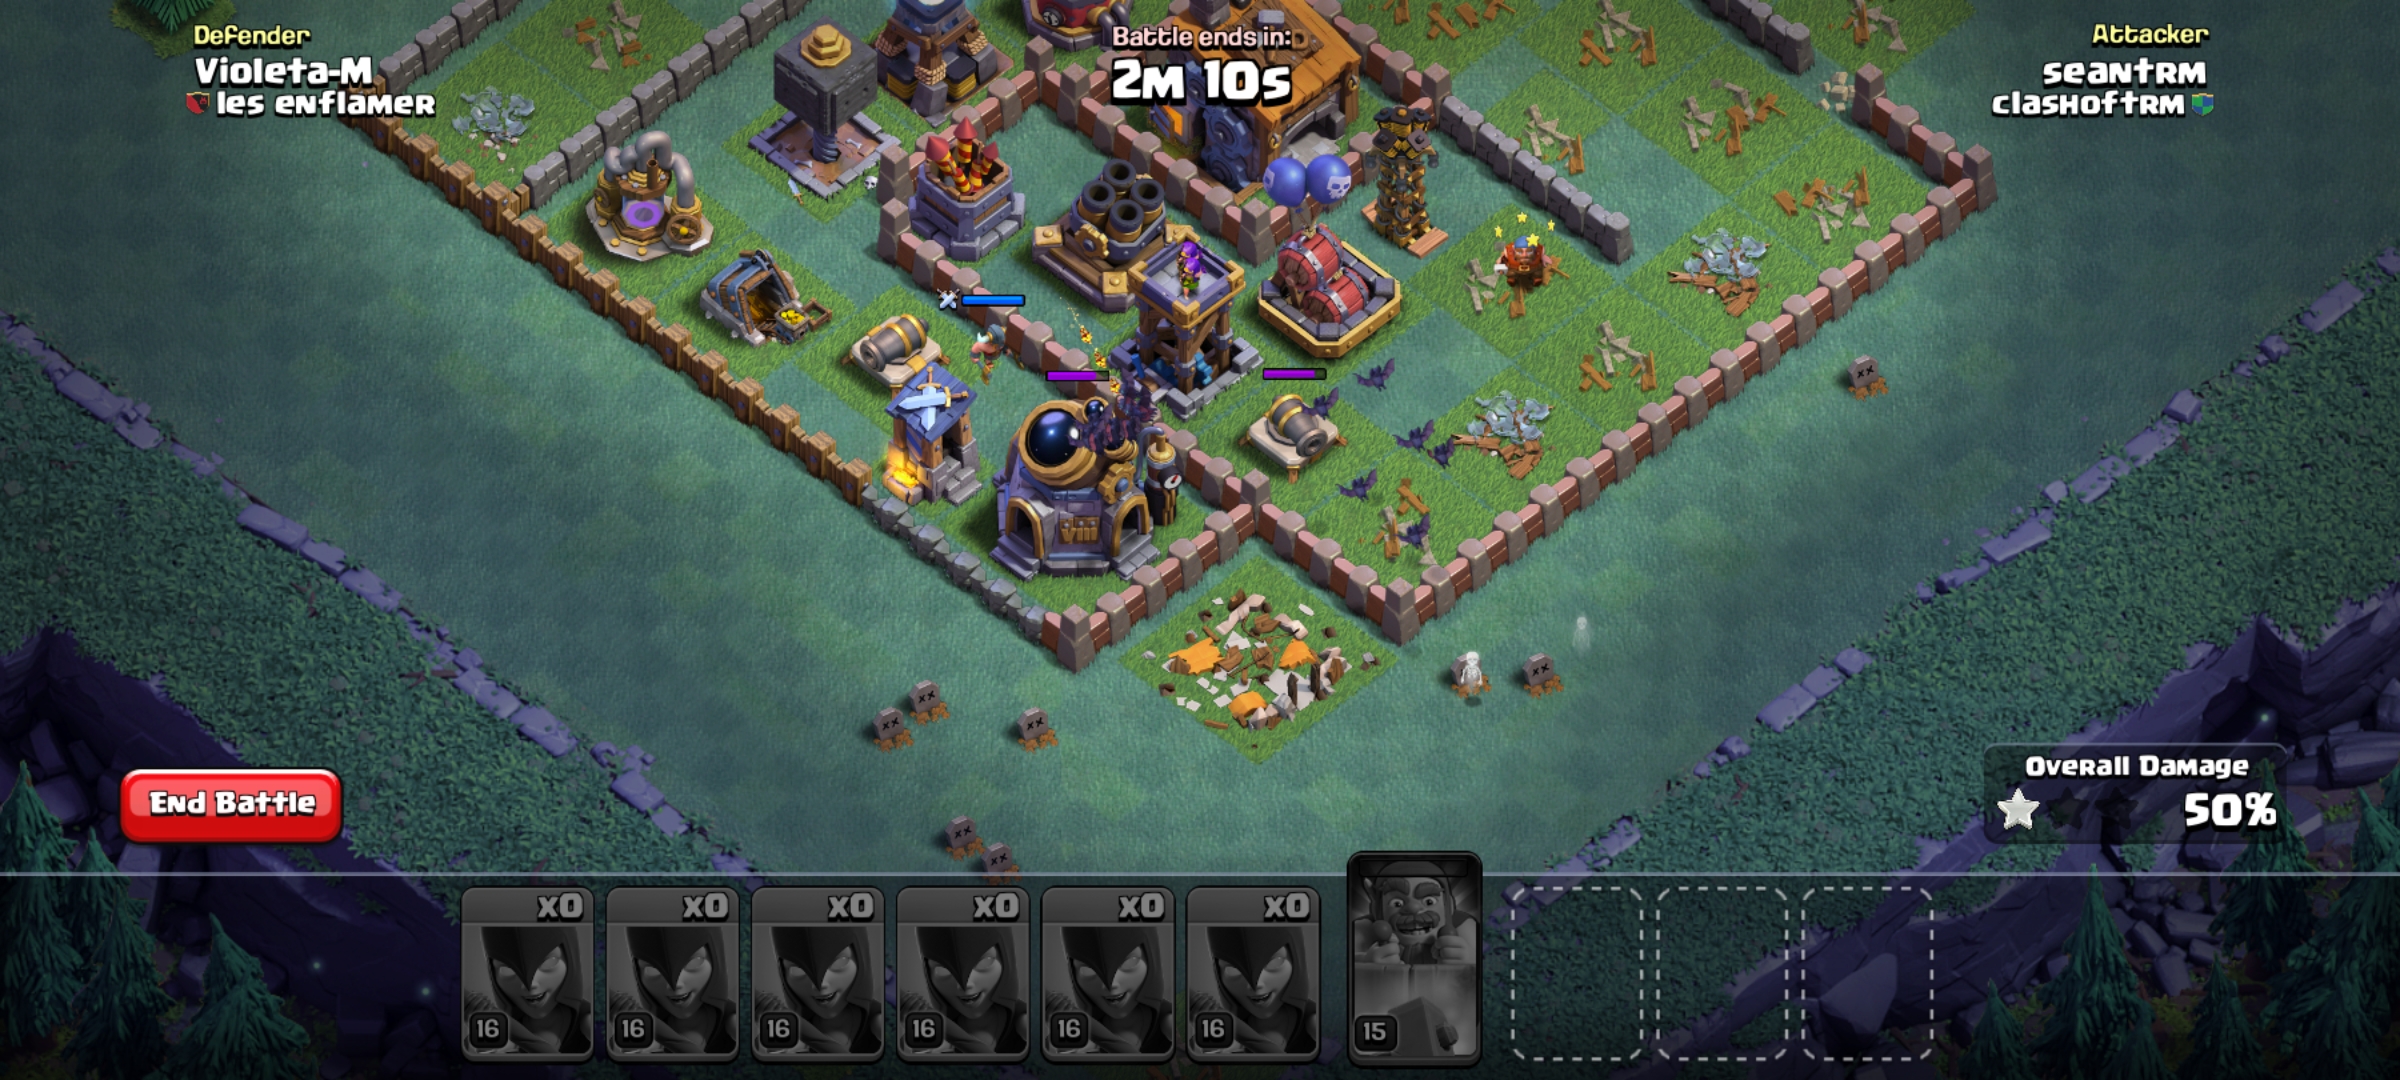 Defender
Violeta-M
les enflamer
Battle ends in:
2M 10s
Attacker
seantRM
clashoftRM
VIII
End Battle
Overall Damage
50%
x0 x0 x0 x0 x0 x0
16 16 16 16 16 16 15